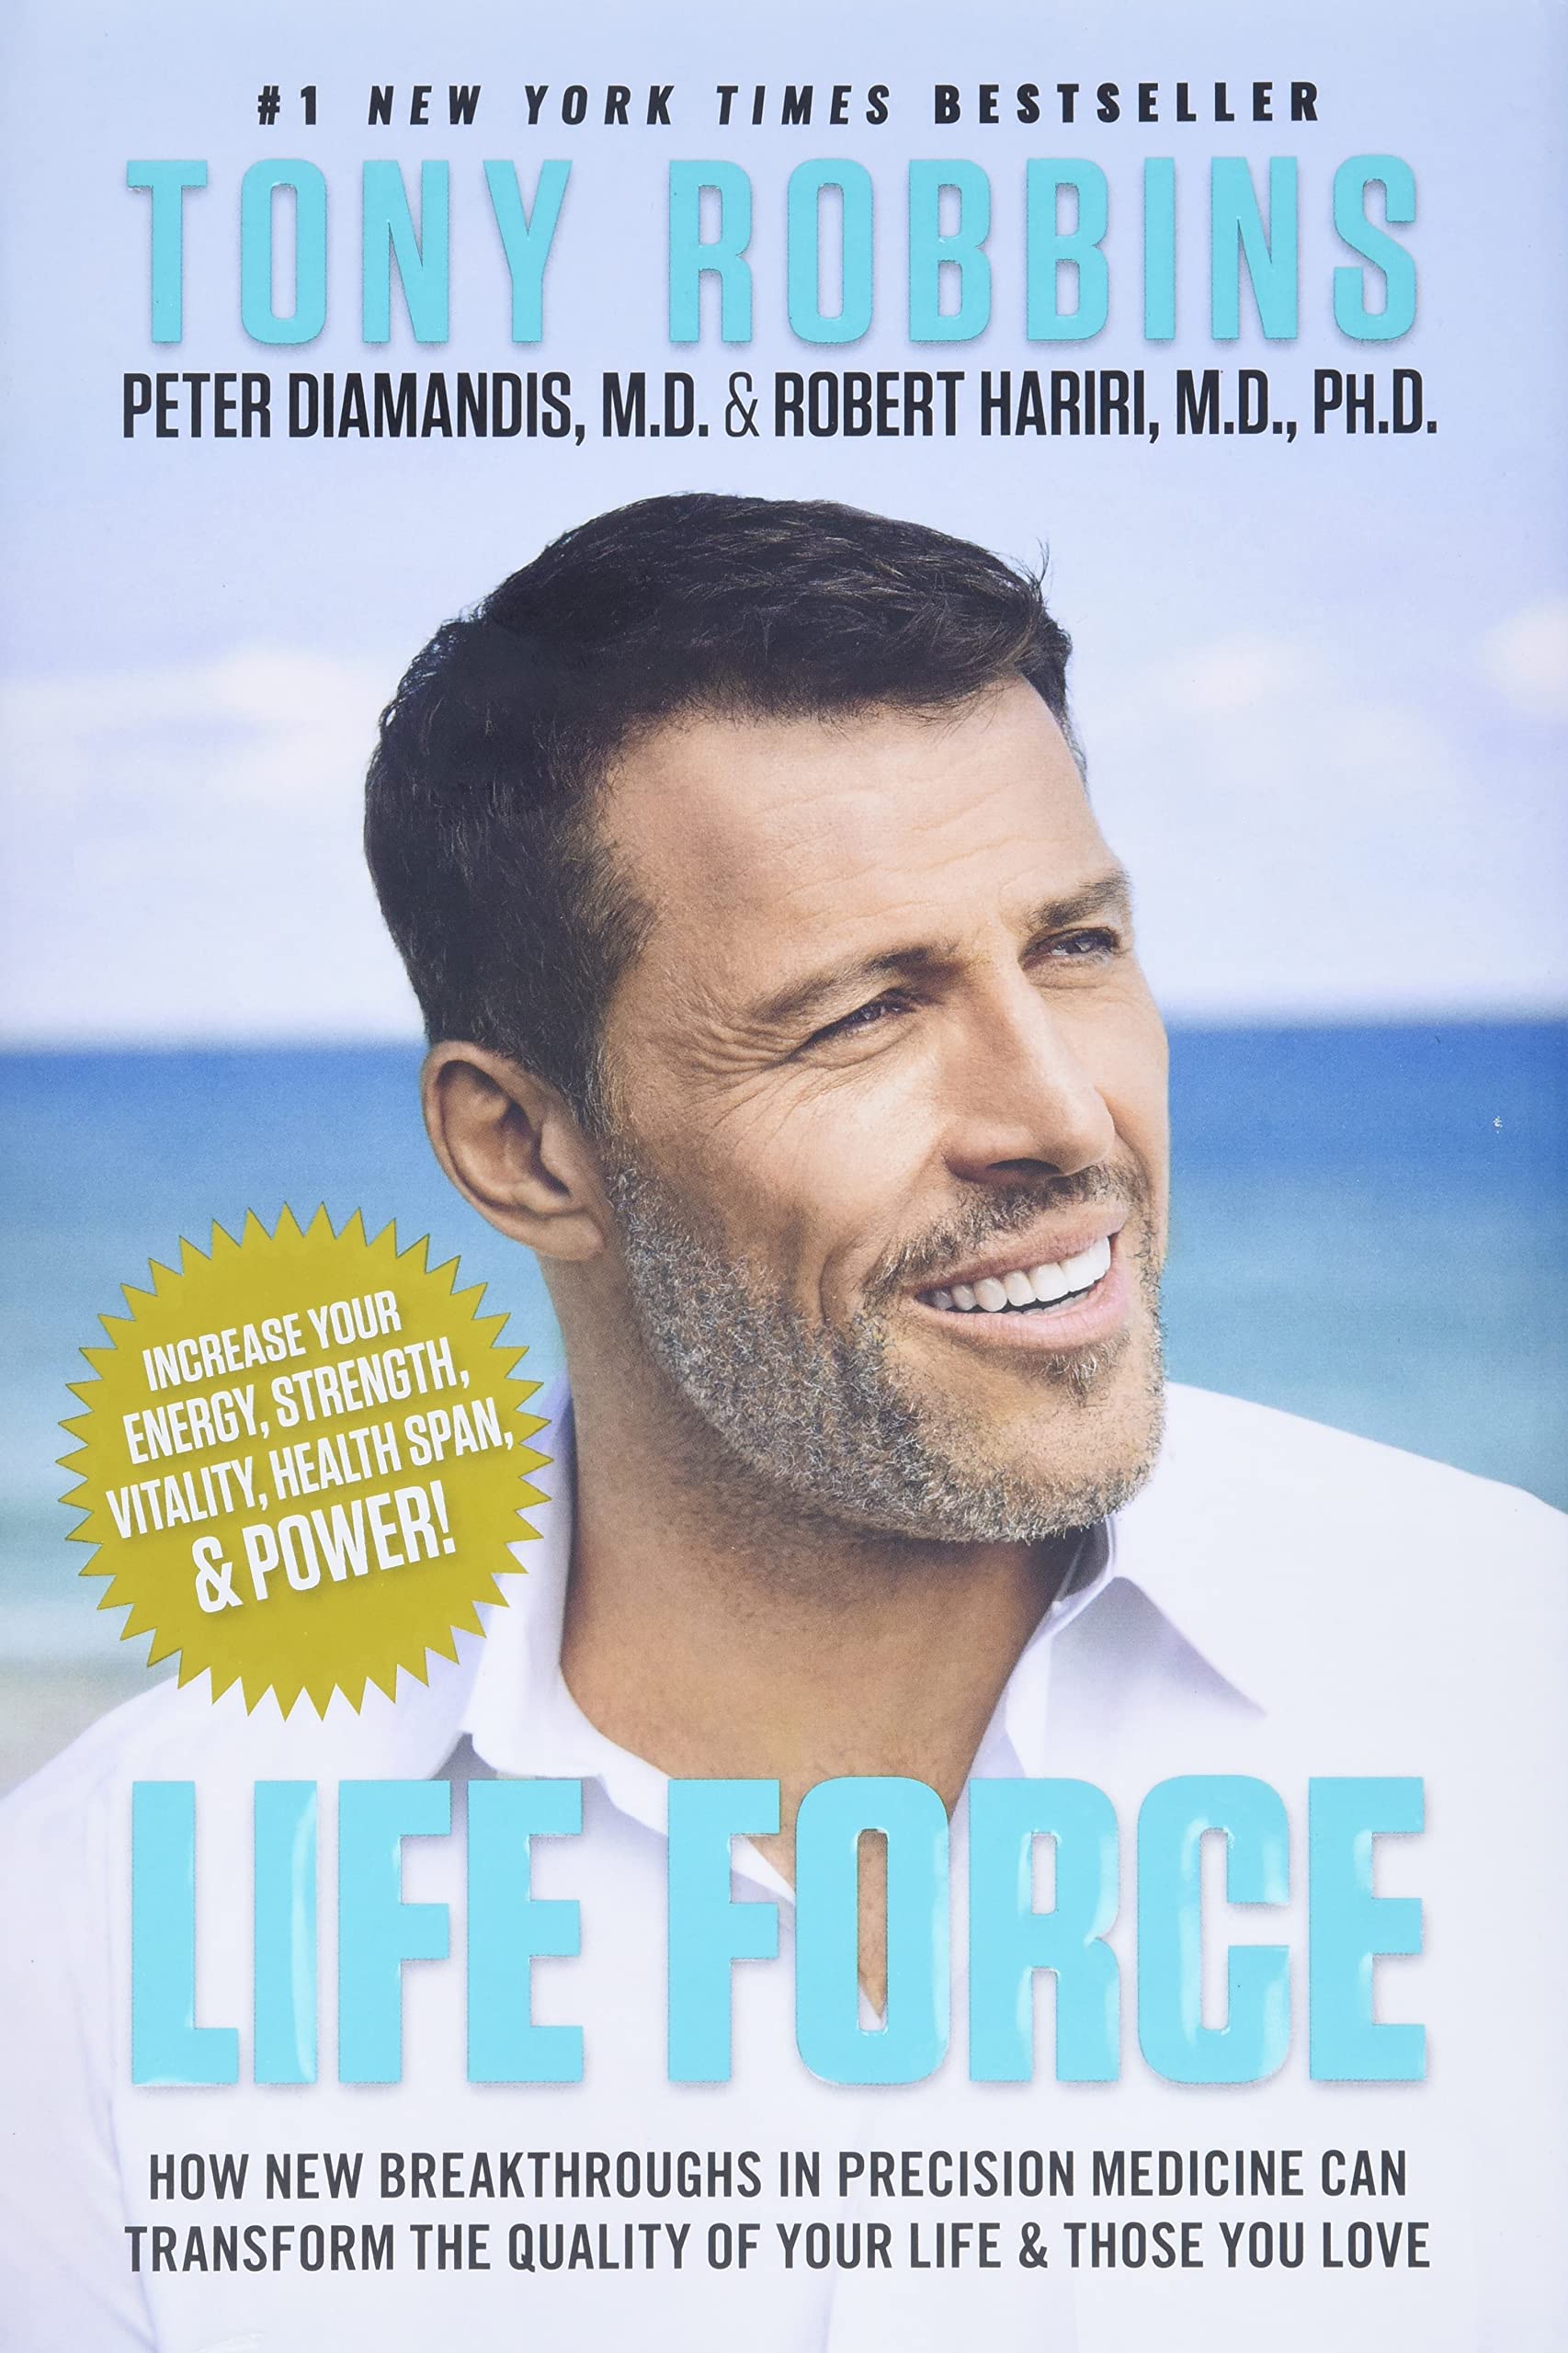 #1 NEW YORK TIMES BESTSELLER
TONY ROBBINS
PETER DIAMANDIS, M.D. & ROBERT HARIRI, M.D., PH.D.
INCREASE YOUR
ENERGY, STRENGTH,
VITALITY, HEALTH SPAN,
& POWER!
LIFE FORCE
HOW NEW BREAKTHROUGHS IN PRECISION MEDICINE CAN
TRANSFORM THE QUALITY OF YOUR LIFE & THOSE YOU LOVE